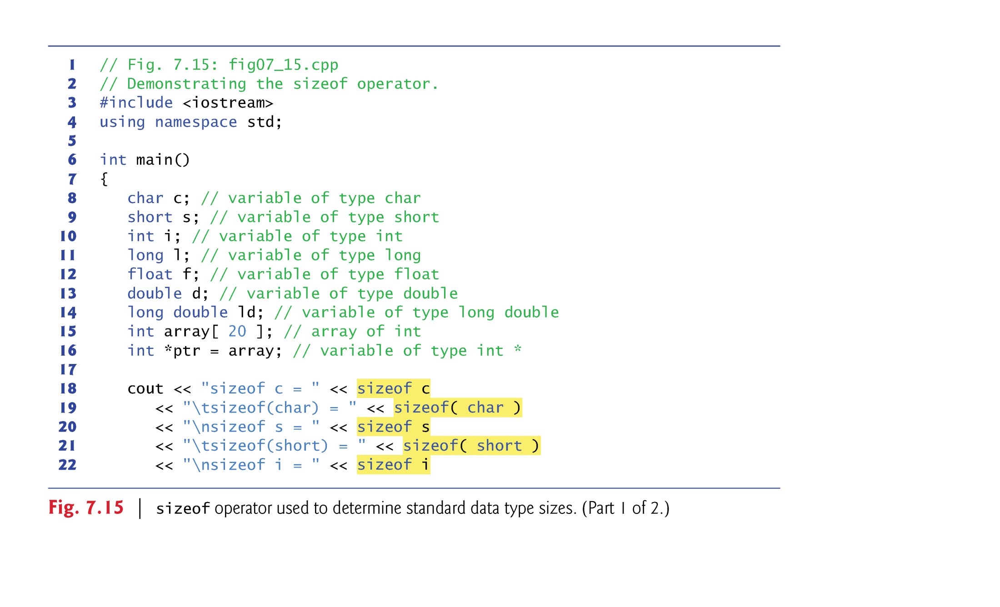 1 // Fig. 7.15: fig07_15.cpp
2 // Demonstrating the sizeof operator.
3 #include <iostream>
4 using namespace std;
5
6 int main()
7 {
8    char c; // variable of type char
9    short s; // variable of type short
10    int i; // variable of type int
11    long l; // variable of type long
12    float f; // variable of type float
13    double d; // variable of type double
14    long double ld; // variable of type long double
15    int array[ 20 ]; // array of int
16    int *ptr = array; // variable of type int *
17
18    cout << "sizeof c = " << sizeof c
19       << "\tsizeof(char) = " << sizeof( char )
20       << "\nsizeof s = " << sizeof s
21       << "\tsizeof(short) = " << sizeof( short )
22       << "\nsizeof i = " << sizeof i
Fig. 7.15 | sizeof operator used to determine standard data type sizes. (Part 1 of 2.)